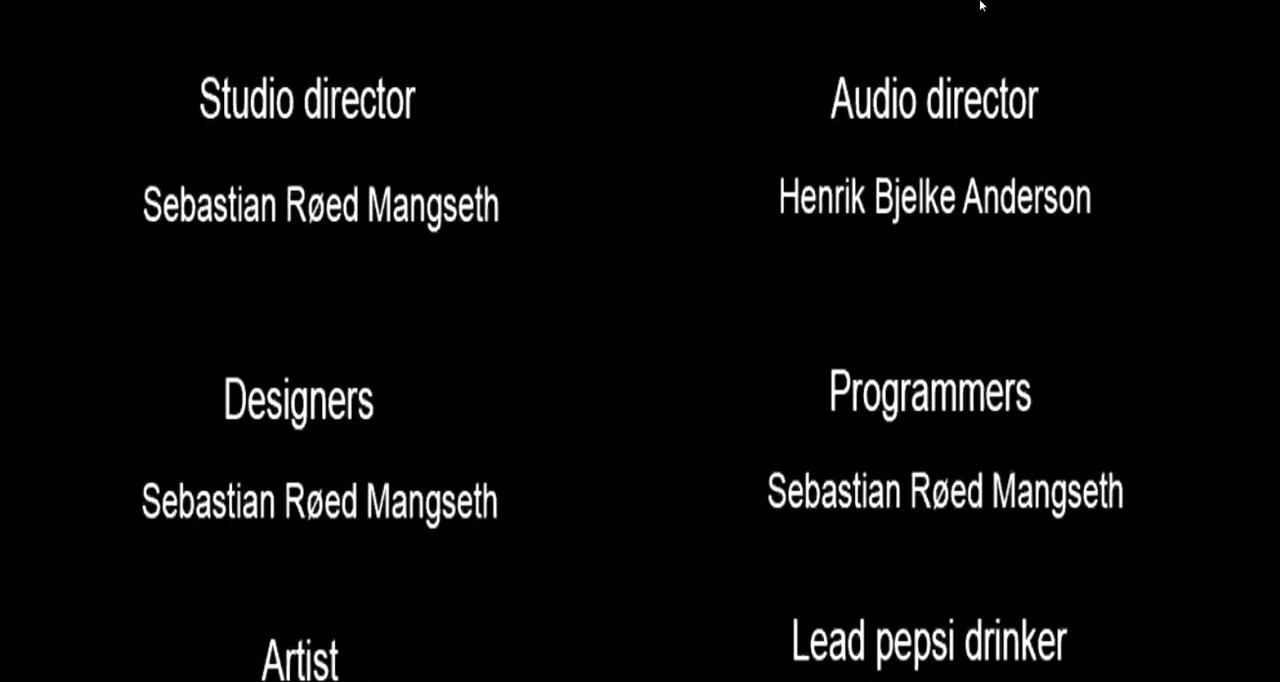 Studio director
Sebastian Røed Mangseth
Audio director
Henrik Bjelke Anderson
Designers
Sebastian Røed Mangseth
Programmers
Sebastian Røed Mangseth
Artist
Lead pepsi drinker